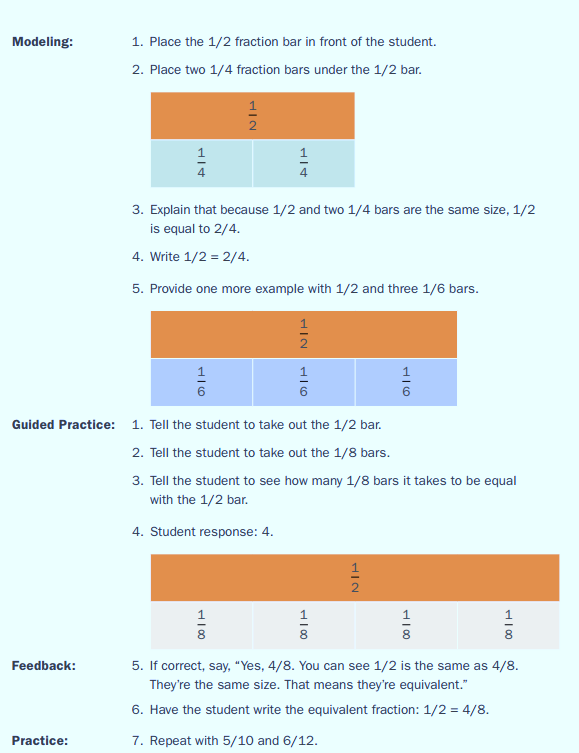 Modeling: 1. Place the 1/2 fraction bar in front of the student.
2. Place two 1/4 fraction bars under the 1/2 bar.
1/2
1/4 1/4
3. Explain that because 1/2 and two 1/4 bars are the same size, 1/2
is equal to 2/4.
4. Write 1/2 = 2/4.
5. Provide one more example with 1/2 and three 1/6 bars.
1/2
1/6 1/6 1/6
Guided Practice: 1. Tell the student to take out the 1/2 bar.
2. Tell the student to take out the 1/8 bars.
3. Tell the student to see how many 1/8 bars it takes to be equal
with the 1/2 bar.
4. Student response: 4.
1/2
1/8 1/8 1/8 1/8
Feedback: 5. If correct, say, “Yes, 4/8. You can see 1/2 is the same as 4/8.
They’re the same size. That means they’re equivalent.”
6. Have the student write the equivalent fraction: 1/2 = 4/8.
Practice: 7. Repeat with 5/10 and 6/12.